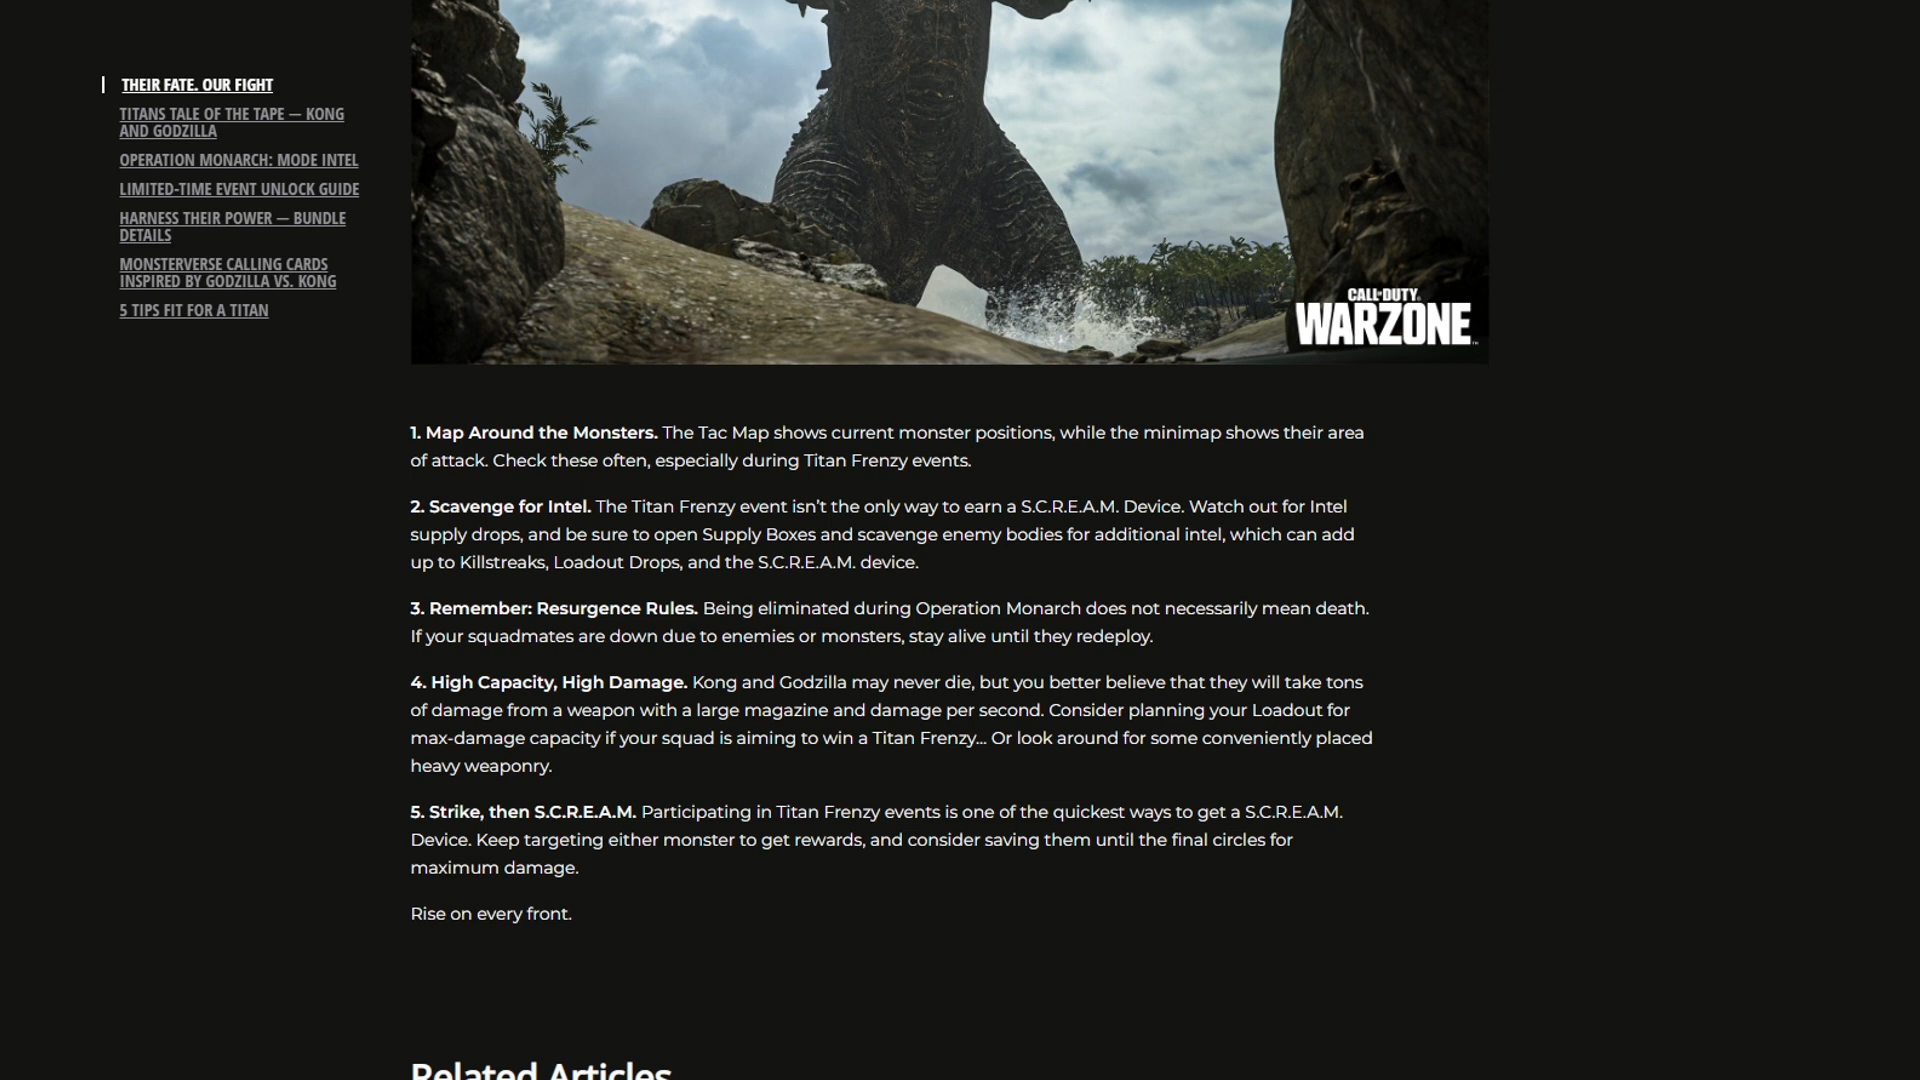 THEIR FATE. OUR FIGHT
TITANS TALE OF THE TAPE — KONG
AND GODZILLA
OPERATION MONARCH: MODE INTEL
LIMITED-TIME EVENT UNLOCK GUIDE
HARNESS THEIR POWER — BUNDLE
DETAILS
MONSTERVERSE CALLING CARDS
INSPIRED BY GODZILLA VS. KONG
5 TIPS FIT FOR A TITAN
CALL OF DUTY
WARZONE
1. Map Around the Monsters. The Tac Map shows current monster positions, while the minimap shows their area
of attack. Check these often, especially during Titan Frenzy events.
2. Scavenge for Intel. The Titan Frenzy event isn’t the only way to earn a S.C.R.E.A.M. Device. Watch out for Intel
supply drops, and be sure to open Supply Boxes and scavenge enemy bodies for additional intel, which can add
up to Killstreaks, Loadout Drops, and the S.C.R.E.A.M. device.
3. Remember: Resurgence Rules. Being eliminated during Operation Monarch does not necessarily mean death.
If your squadmates are down due to enemies or monsters, stay alive until they redeploy.
4. High Capacity, High Damage. Kong and Godzilla may never die, but you better believe that they will take tons
of damage from a weapon with a large magazine and damage per second. Consider planning your Loadout for
max-damage capacity if your squad is aiming to win a Titan Frenzy… Or look around for some conveniently placed
heavy weaponry.
5. Strike, then S.C.R.E.A.M. Participating in Titan Frenzy events is one of the quickest ways to get a S.C.R.E.A.M.
Device. Keep targeting either monster to get rewards, and consider saving them until the final circles for
maximum damage.
Rise on every front.
Related Articles